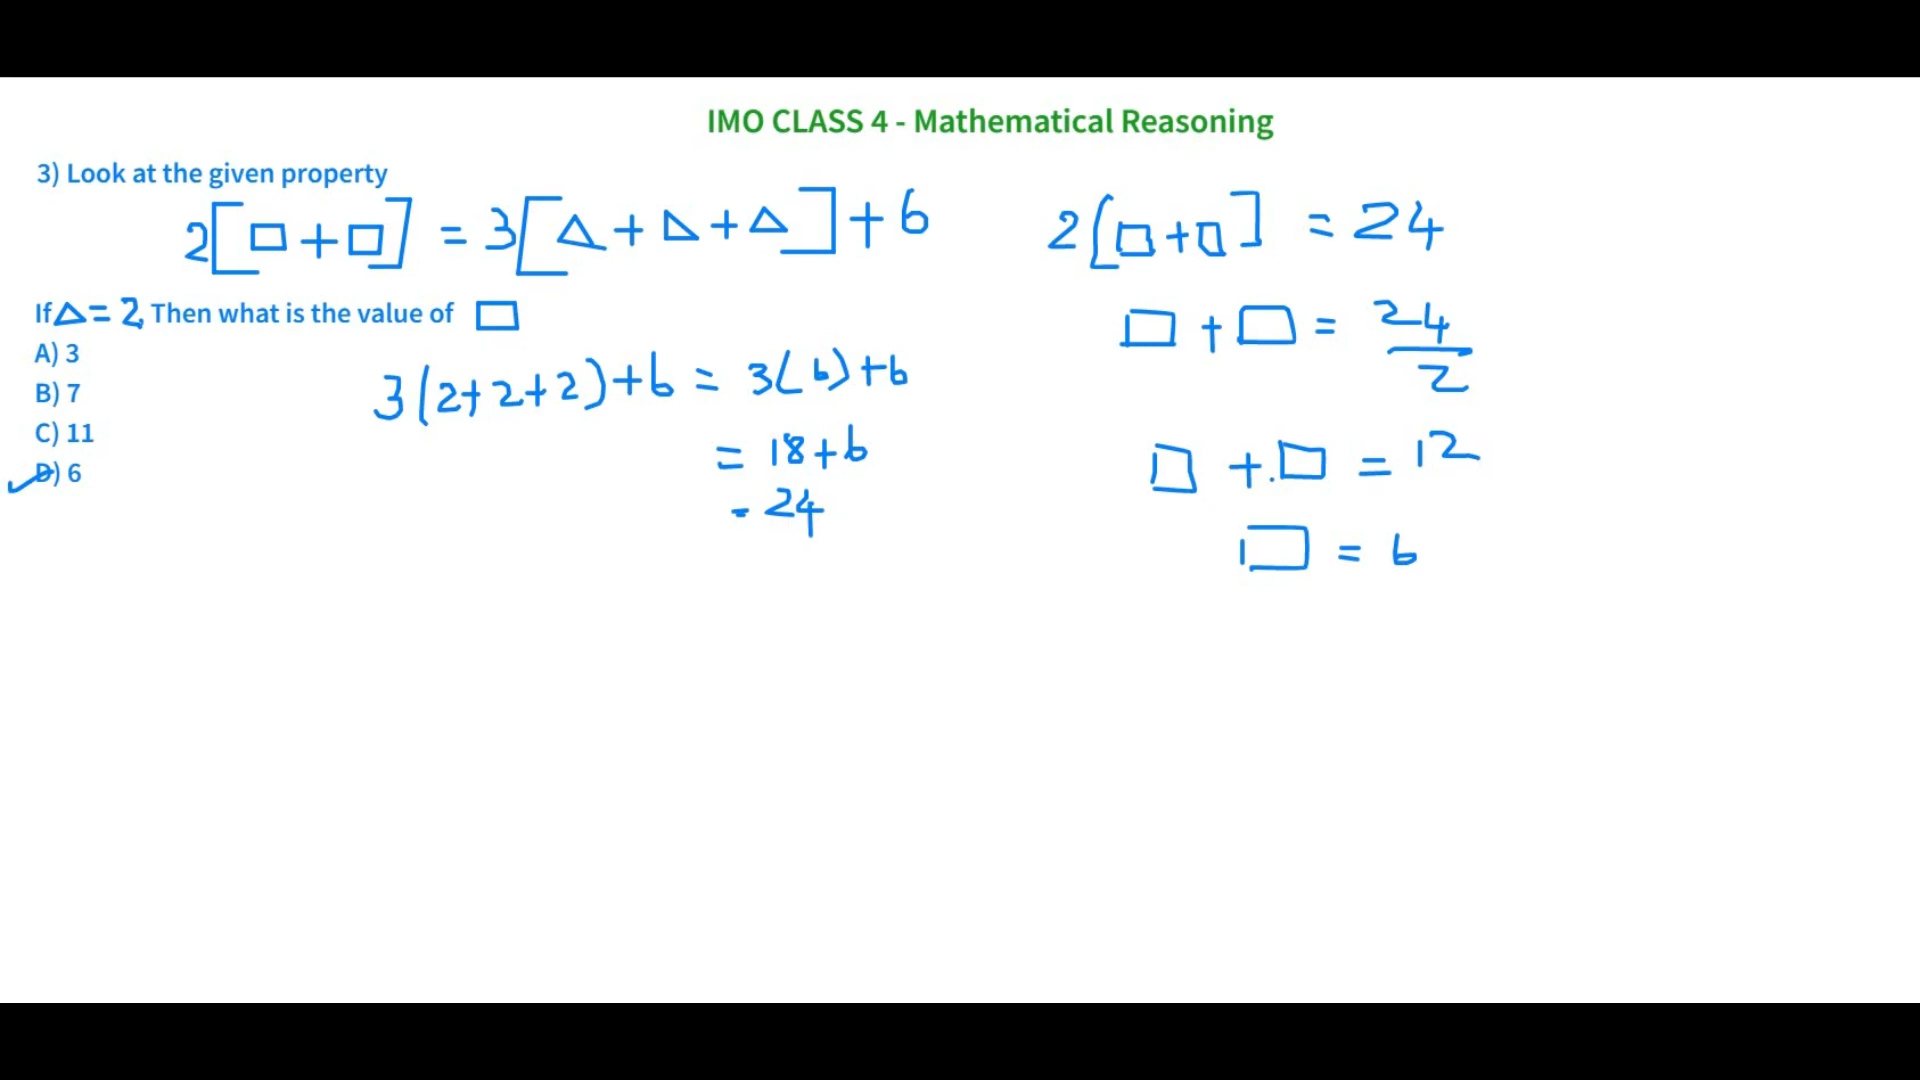 IMO CLASS 4 - Mathematical Reasoning
3) Look at the given property
2[□+□] = 3[△+△+△]+6
If △= 2, Then what is the value of □
A) 3
B) 7
C) 11
D) 6
3(2+2+2)+6 = 3(6)+6
= 18+6
= 24
2[□+□] = 24
□ + □ = 24/2
□ + □ = 12
□ = 6